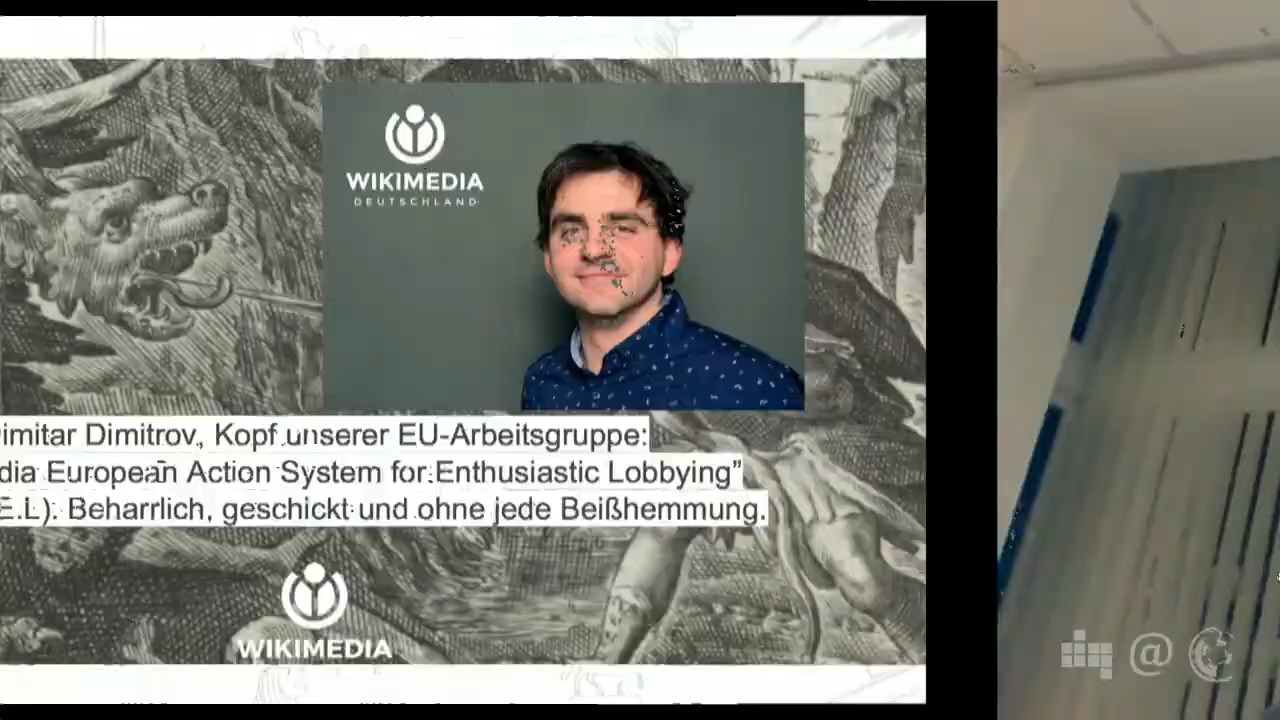 WIKIMEDIA
DEUTSCHLAND
imitar Dimitrov, Kopf unserer EU-Arbeitsgruppe:
dia European Action System for Enthusiastic Lobbying”
E.L): Beharrlich, geschickt und ohne jede Beißhemmung.
WIKIMEDIA
@